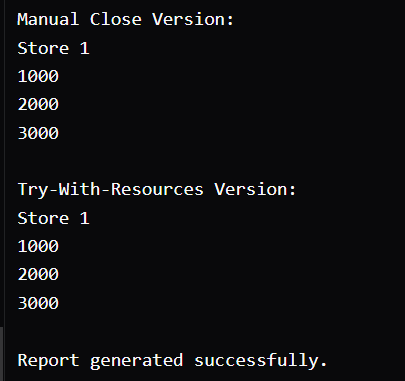 Manual Close Version:
Store 1
1000
2000
3000
Try-With-Resources Version:
Store 1
1000
2000
3000
Report generated successfully.